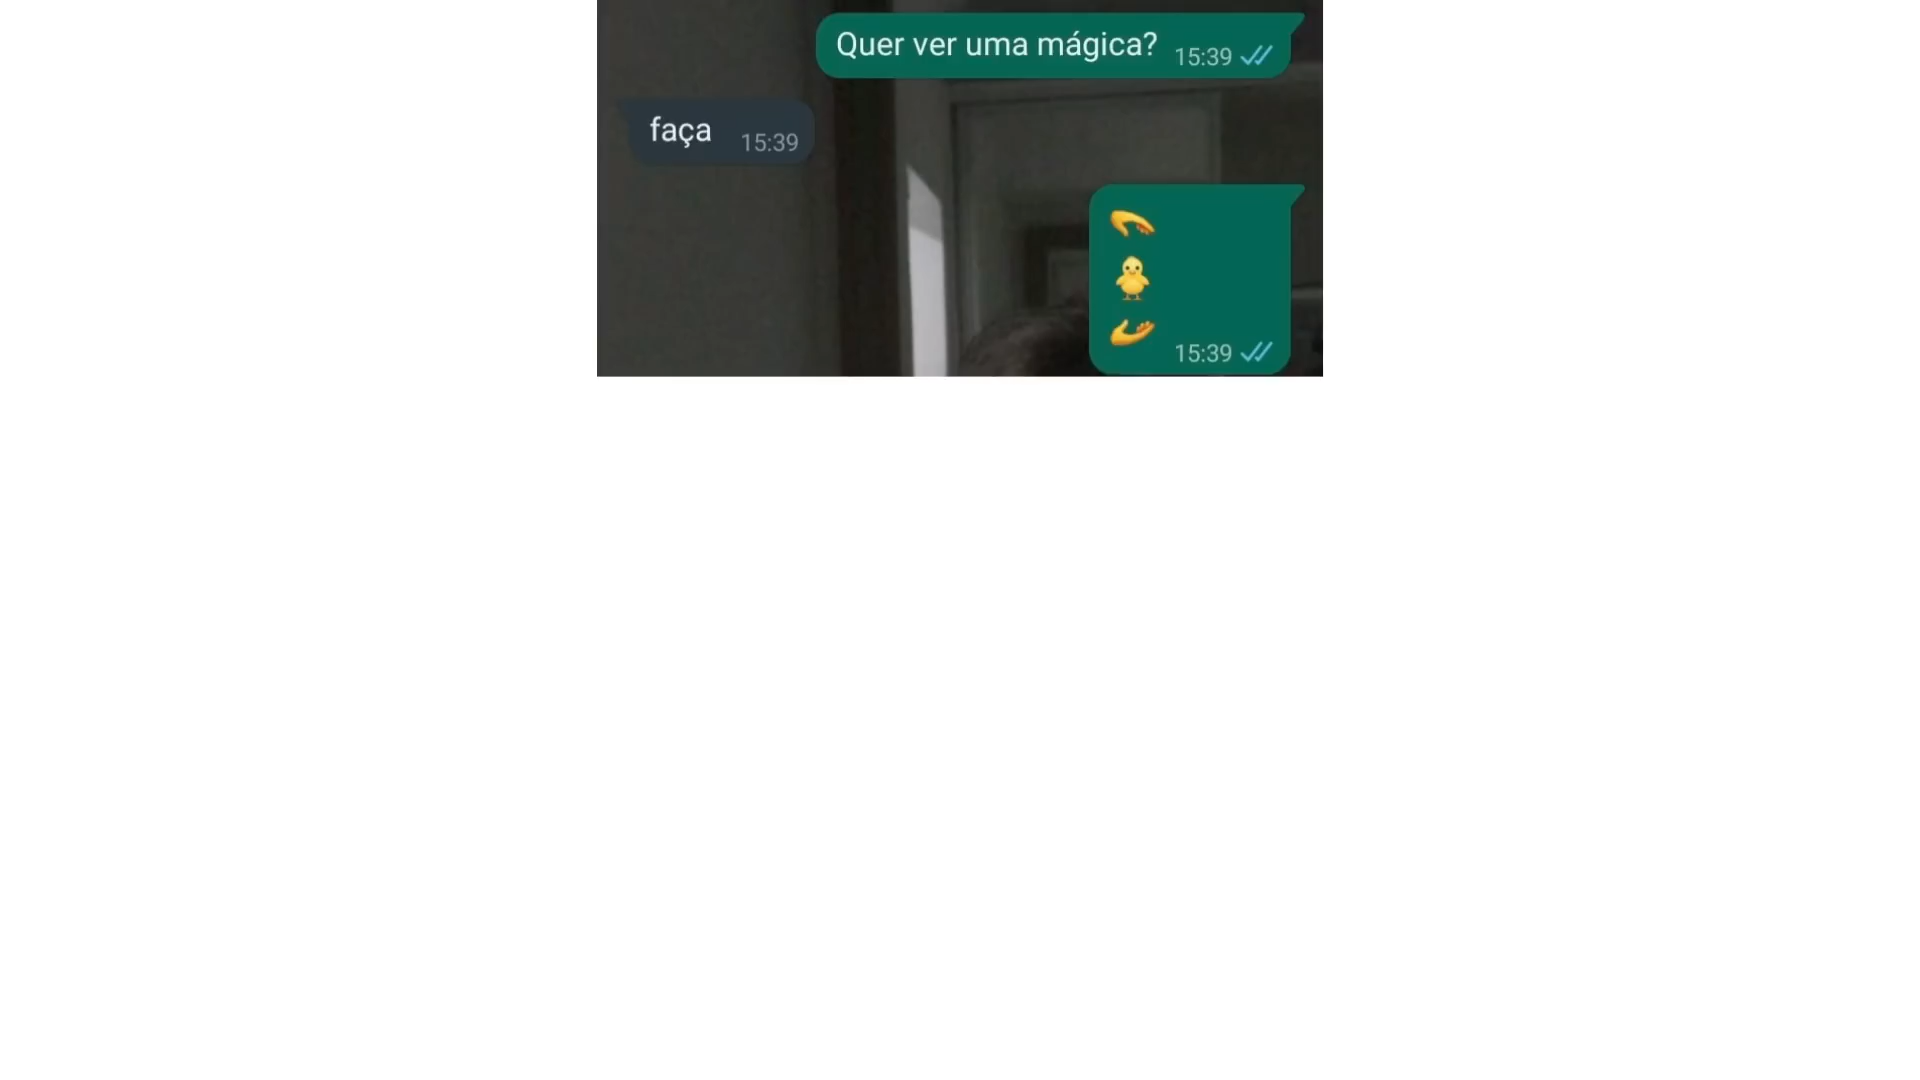 Quer ver uma mágica? 15:39
faça 15:39
🫳
🐥
🫴 15:39